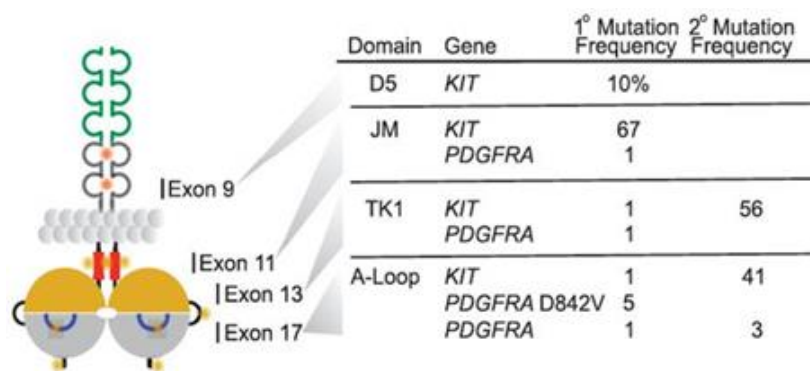 1° Mutation 2° Mutation
Domain Gene Frequency Frequency
D5 KIT 10%
JM KIT 67
PDGFRA 1
TK1 KIT 1 56
PDGFRA 1
A-Loop KIT 1 41
PDGFRA D842V 5
PDGFRA 1 3
Exon 9
Exon 11
Exon 13
Exon 17